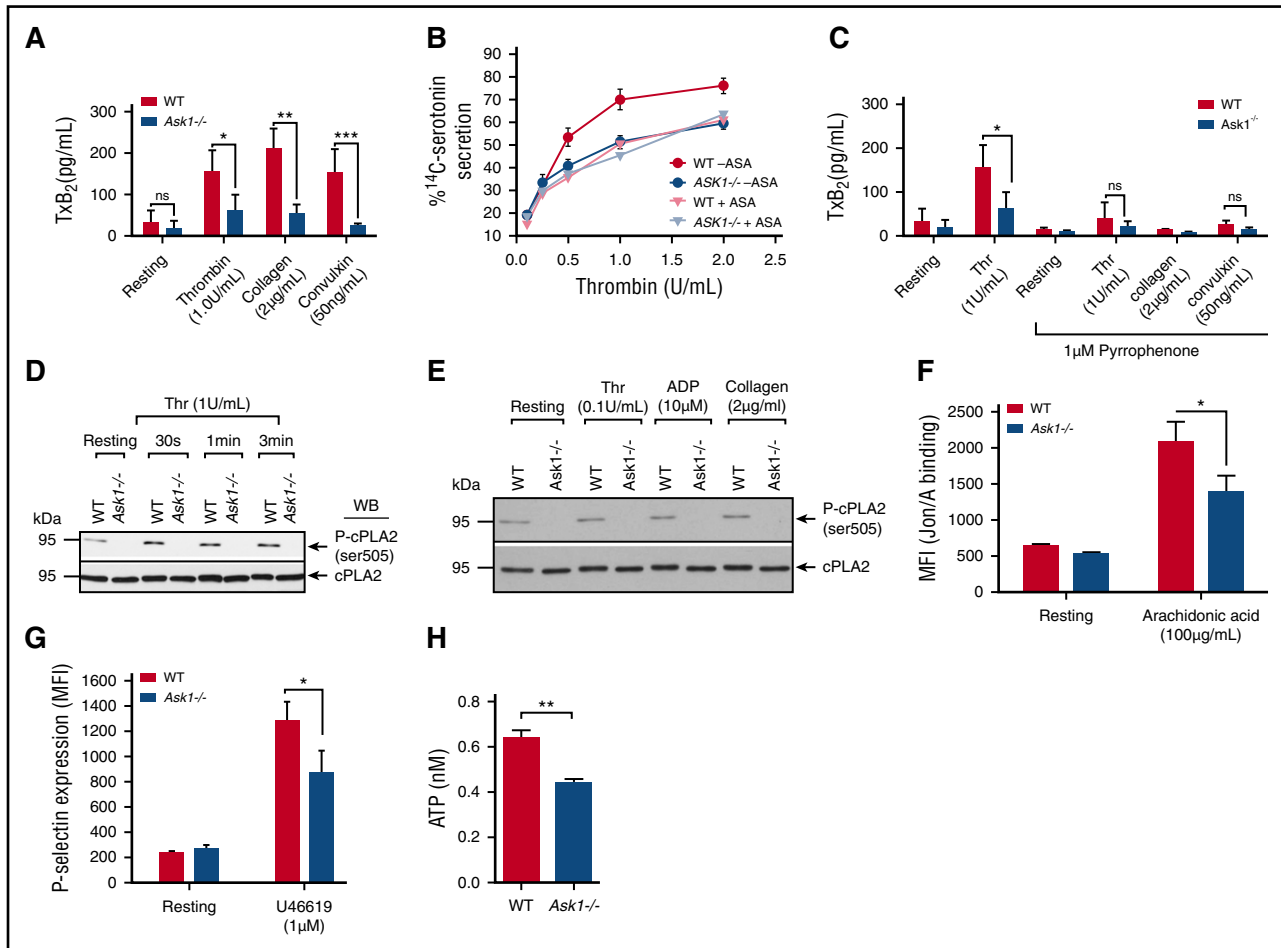 A
WT
Ask1-/-
TxB2(pg/mL)
300
200
100
0
ns
*
**
***
Resting
Thrombin
(1.0U/mL)
Collagen
(2µg/mL)
Convulxin
(50ng/mL)
B
%14C-serotonin
secretion
90
80
70
60
50
40
30
20
10
0.0 0.5 1.0 1.5 2.0 2.5
Thrombin (U/mL)
WT –ASA
ASK1-/- –ASA
WT + ASA
ASK1-/- + ASA
C
WT
Ask1-/-
TxB2(pg/mL)
300
200
100
0
*
ns
ns
Resting
Thr
(1U/mL)
Resting
Thr
(1U/mL)
collagen
(2µg/mL)
convulxin
(50ng/mL)
1µM Pyrrophenone
D
Thr (1U/mL)
Resting 30s 1min 3min
WT Ask1-/- WT Ask1-/- WT Ask1-/- WT Ask1-/-
kDa
WB
95
P-cPLA2
(ser505)
95
cPLA2
E
Resting
Thr
(0.1U/mL)
ADP
(10µM)
Collagen
(2µg/ml)
WT Ask1-/- WT Ask1-/- WT Ask1-/- WT Ask1-/-
kDa
95
P-cPLA2
(ser505)
95
cPLA2
F
WT
Ask1-/-
MFI (Jon/A binding)
2500
2000
1500
1000
500
0
*
Resting
Arachidonic acid
(100µg/mL)
G
WT
Ask1-/-
P-selectin expression (MFI)
1600
1400
1200
1000
800
600
400
200
0
*
Resting
U46619
(1µM)
H
ATP (nM)
0.8
0.6
0.4
0.2
0.0
**
WT
Ask1-/-